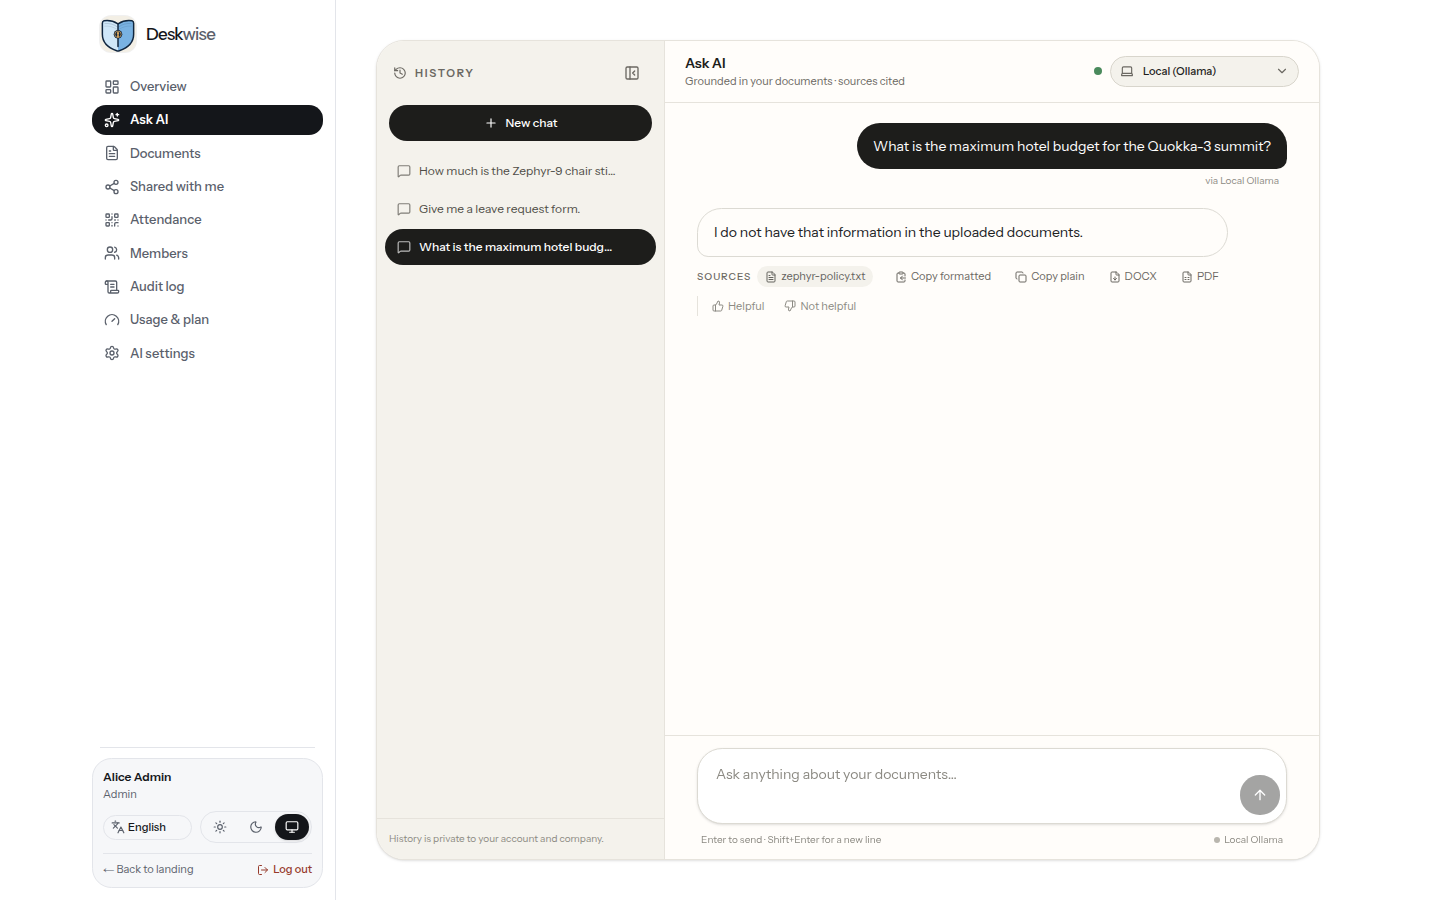 Deskwise
Overview
Ask AI
Documents
Shared with me
Attendance
Members
Audit log
Usage & plan
AI settings
Alice Admin
Admin
English
← Back to landing
Log out
HISTORY
New chat
How much is the Zephyr-9 chair sti...
Give me a leave request form.
What is the maximum hotel budg...
History is private to your account and company.
Ask AI
Grounded in your documents · sources cited
Local (Ollama)
What is the maximum hotel budget for the Quokka-3 summit?
via Local Ollama
I do not have that information in the uploaded documents.
SOURCES zephyr-policy.txt Copy formatted Copy plain DOCX PDF
Helpful Not helpful
Ask anything about your documents...
Enter to send · Shift+Enter for a new line
Local Ollama